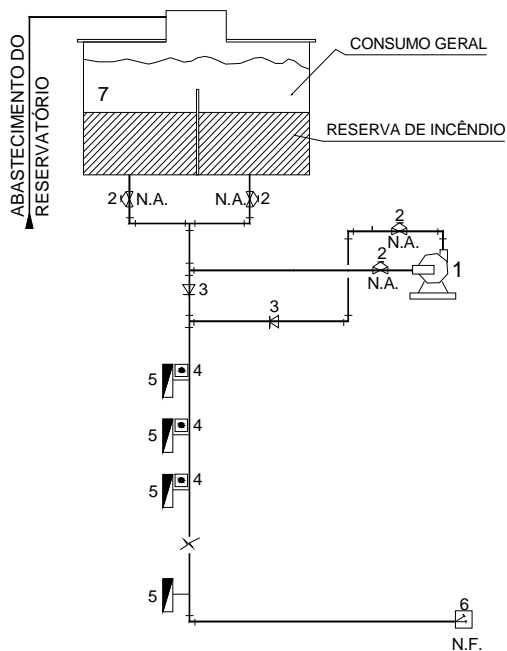 ABASTECIMENTO DO
RESERVATÓRIO
CONSUMO GERAL
7
RESERVA DE INCÊNDIO
2 N.A. N.A. 2
2
N.A.
2
N.A.
1
3
3
5 4
5 4
5 4
5
6
N.F.